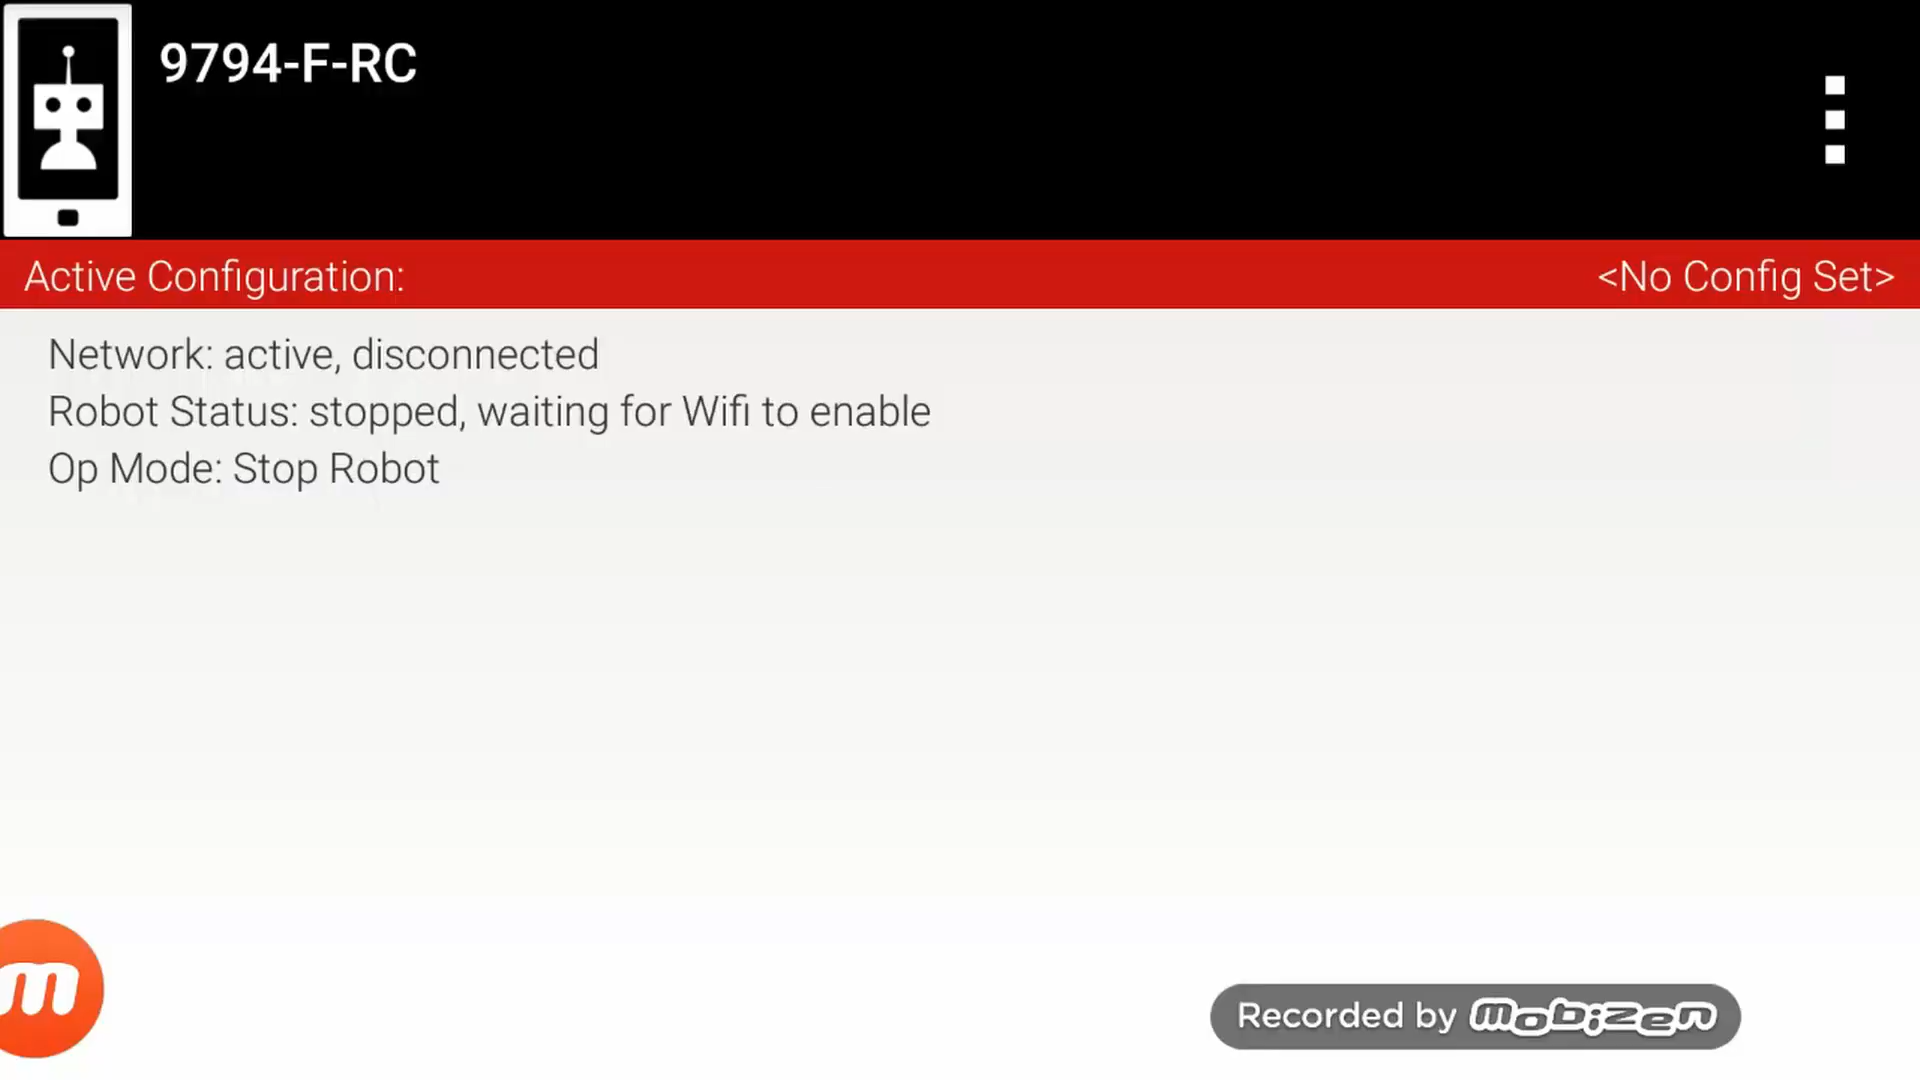 9794-F-RC
Active Configuration: <No Config Set>
Network: active, disconnected
Robot Status: stopped, waiting for Wifi to enable
Op Mode: Stop Robot
m
Recorded by mobizen